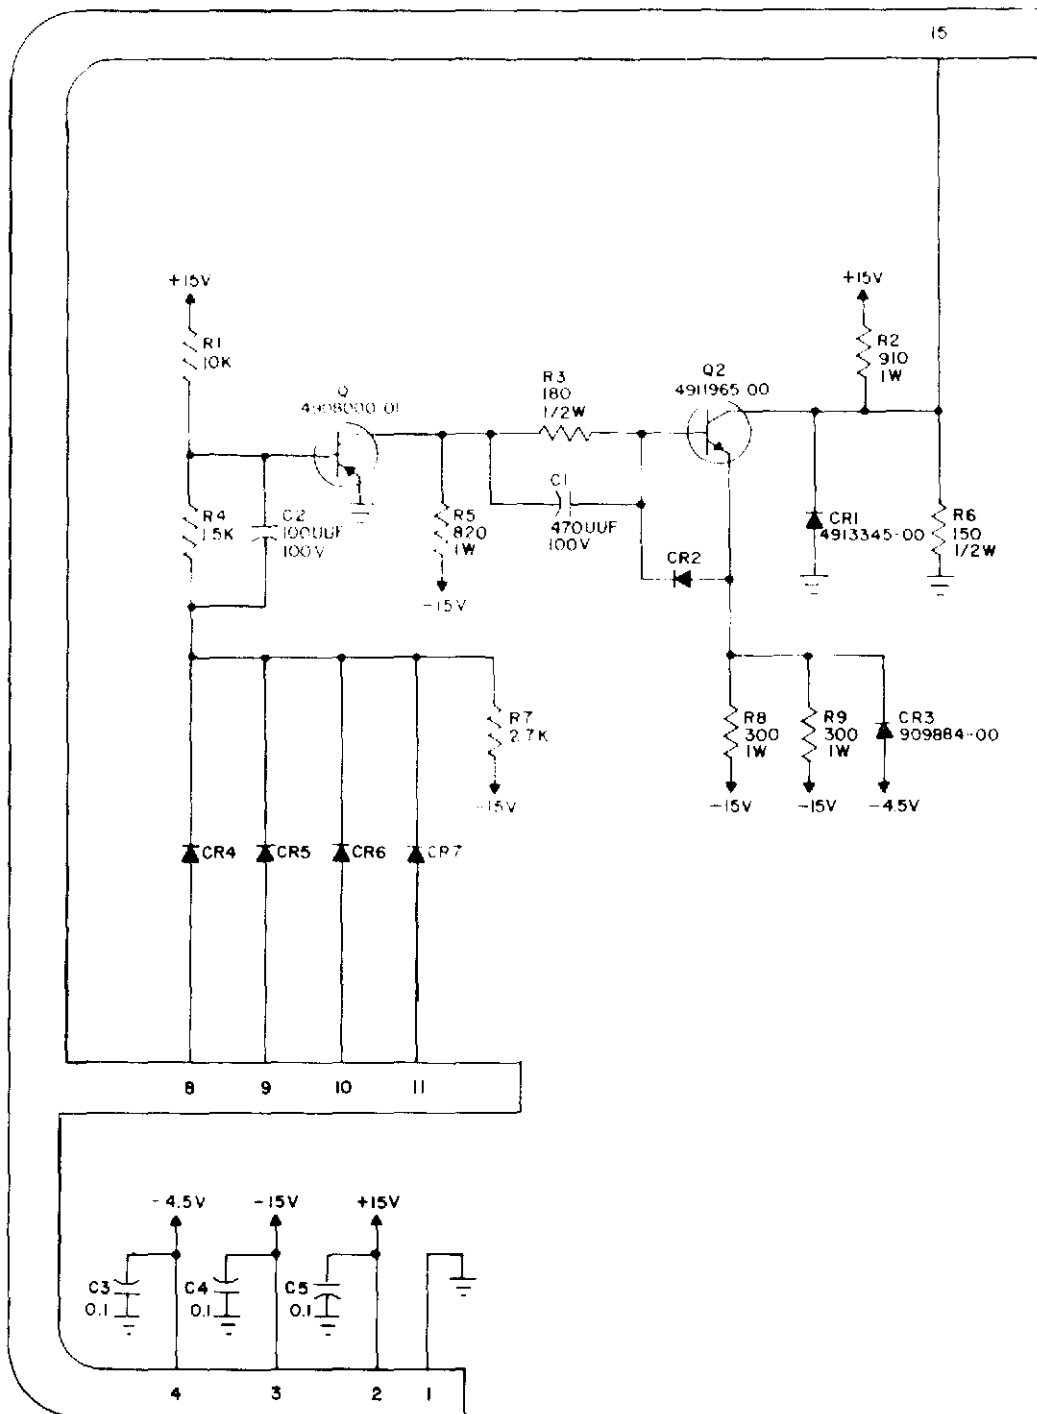 15
+15V
R1
10K
+15V
R2
910
1W
Q2
4911965-00
R3
180
1/2W
Q
4908000-01
C1
470UUF
100V
R4
1.5K
C2
100UUF
100V
R5
820
1W
-15V
CR2
CR1
4913345-00
R6
150
1/2W
R7
2.7K
-15V
R8
300
1W
-15V
R9
300
1W
-15V
CR3
909884-00
-4.5V
CR4
CR5
CR6
CR7
8
9
10
11
-4.5V
-15V
+15V
C3
0.1
C4
0.1
C5
0.1
4
3
2
1